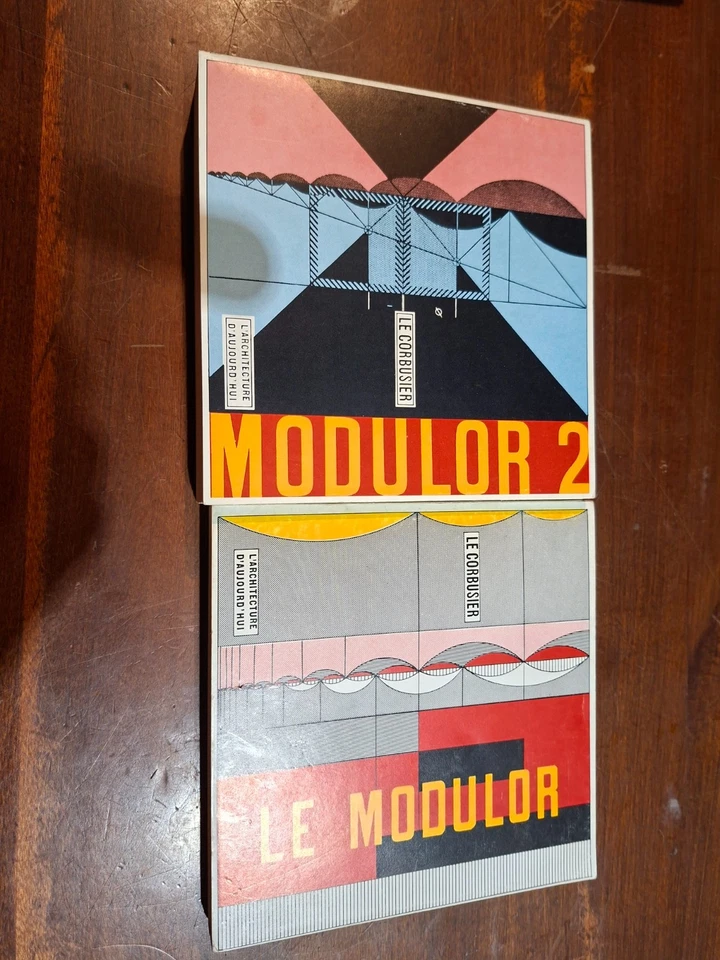 LE CORBUSIER
L'ARCHITECTURE
D'AUJOURD'HUI
MODULOR 2
LE CORBUSIER
L'ARCHITECTURE
D'AUJOURD'HUI
LE MODULOR